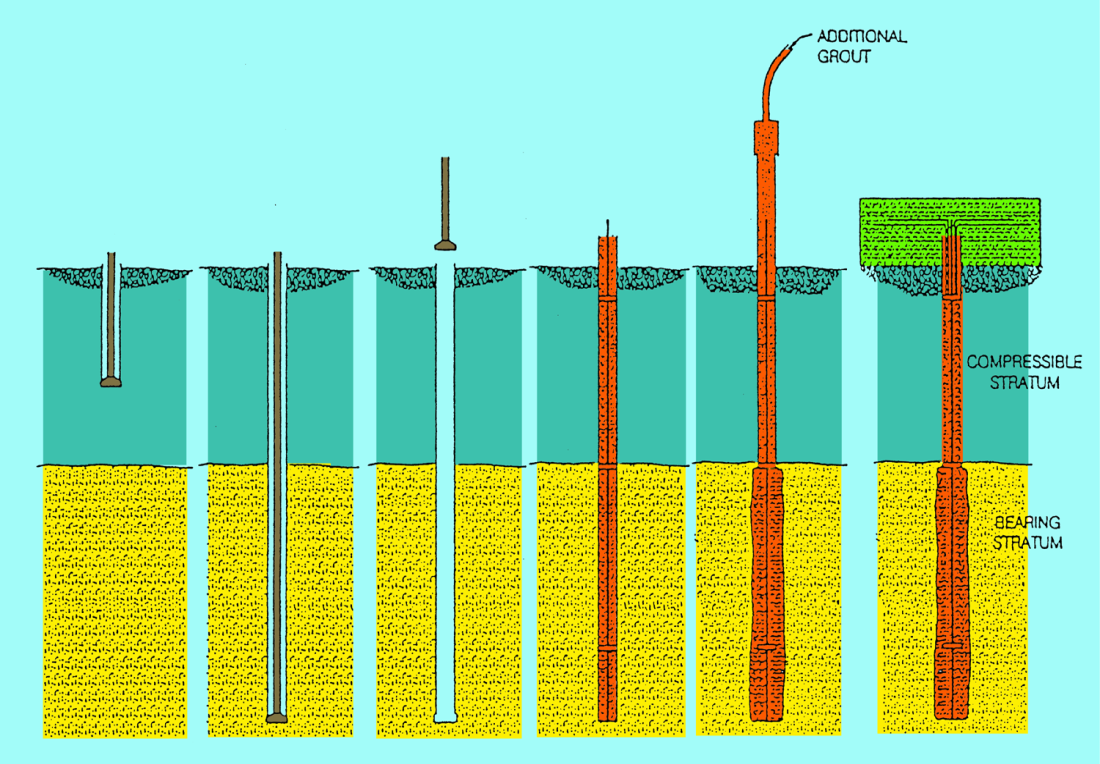 ADDITIONAL
GROUT
COMPRESSIBLE
STRATUM
BEARING
STRATUM